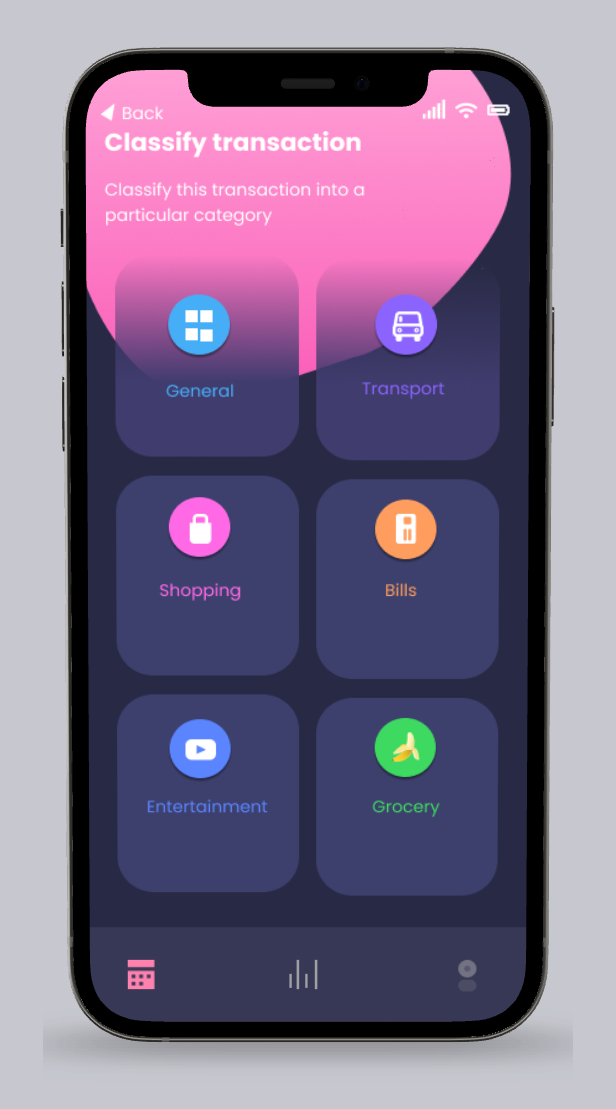 Back
Classify transaction
Classify this transaction into a
particular category
General
Transport
Shopping
Bills
Entertainment
Grocery